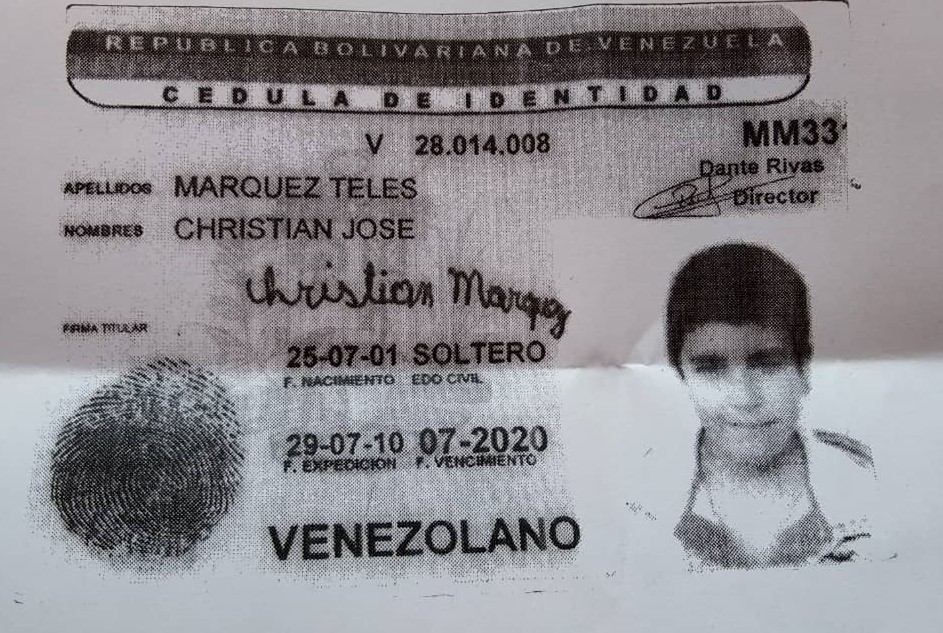 REPUBLICA BOLIVARIANA DE VENEZUELA
CEDULA DE IDENTIDAD
V 28.014.008
MM331
Dante Rivas
Director
APELLIDOS MARQUEZ TELES
NOMBRES CHRISTIAN JOSE
Christian Marquez
FIRMA TITULAR
25-07-01 SOLTERO
F. NACIMIENTO EDO CIVIL
29-07-10 07-2020
F. EXPEDICION F. VENCIMIENTO
VENEZOLANO